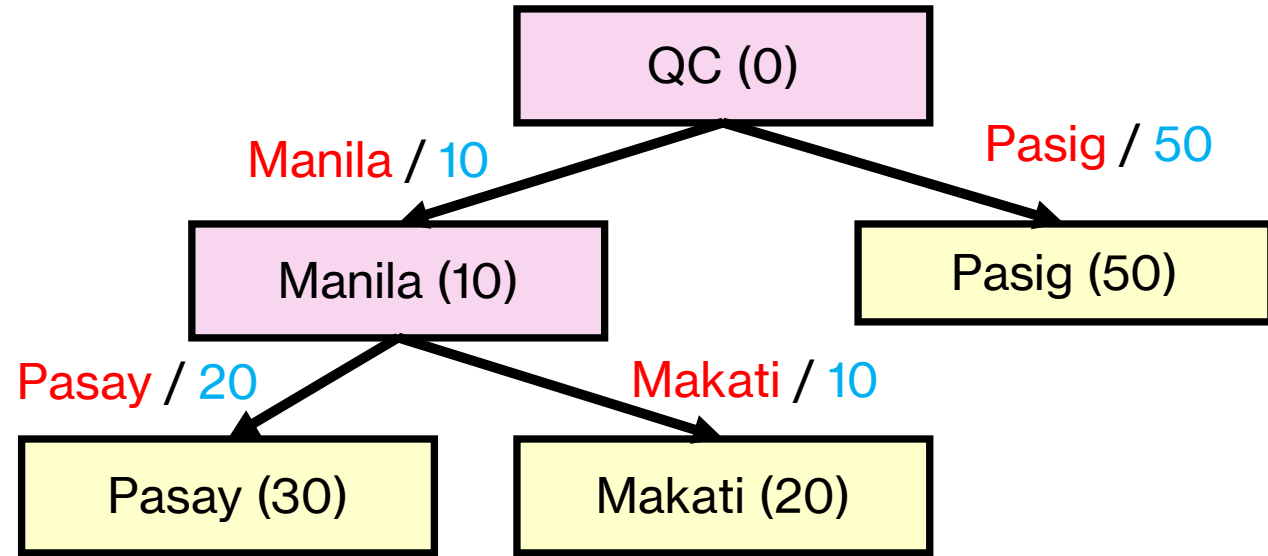 QC (0)
Manila / 10
Pasig / 50
Manila (10)
Pasig (50)
Pasay / 20
Makati / 10
Pasay (30)
Makati (20)